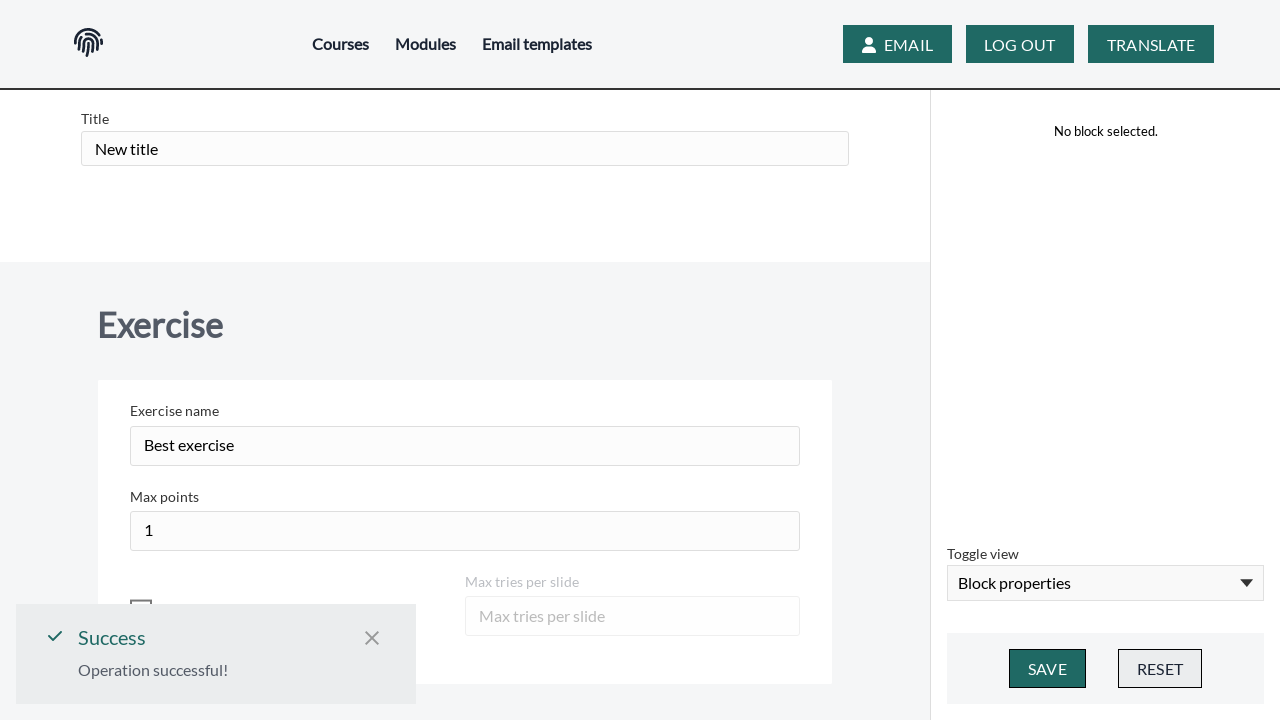 Courses
Modules
Email templates
EMAIL
LOG OUT
TRANSLATE
Title
New title
No block selected.
Exercise
Exercise name
Best exercise
Max points
1
Max tries per slide
Max tries per slide
Toggle view
Block properties
SAVE
RESET
Success
Operation successful!